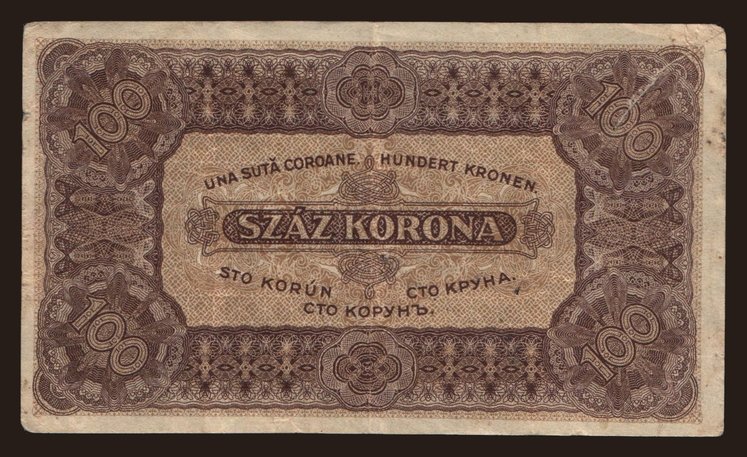 100 100
UNA SUTĂ COROANE. HUNDERT KRONEN.
SZÁZ KORONA
STO KORÚN СТО КРУНА.
СТО КОРУНЪ.
100 100